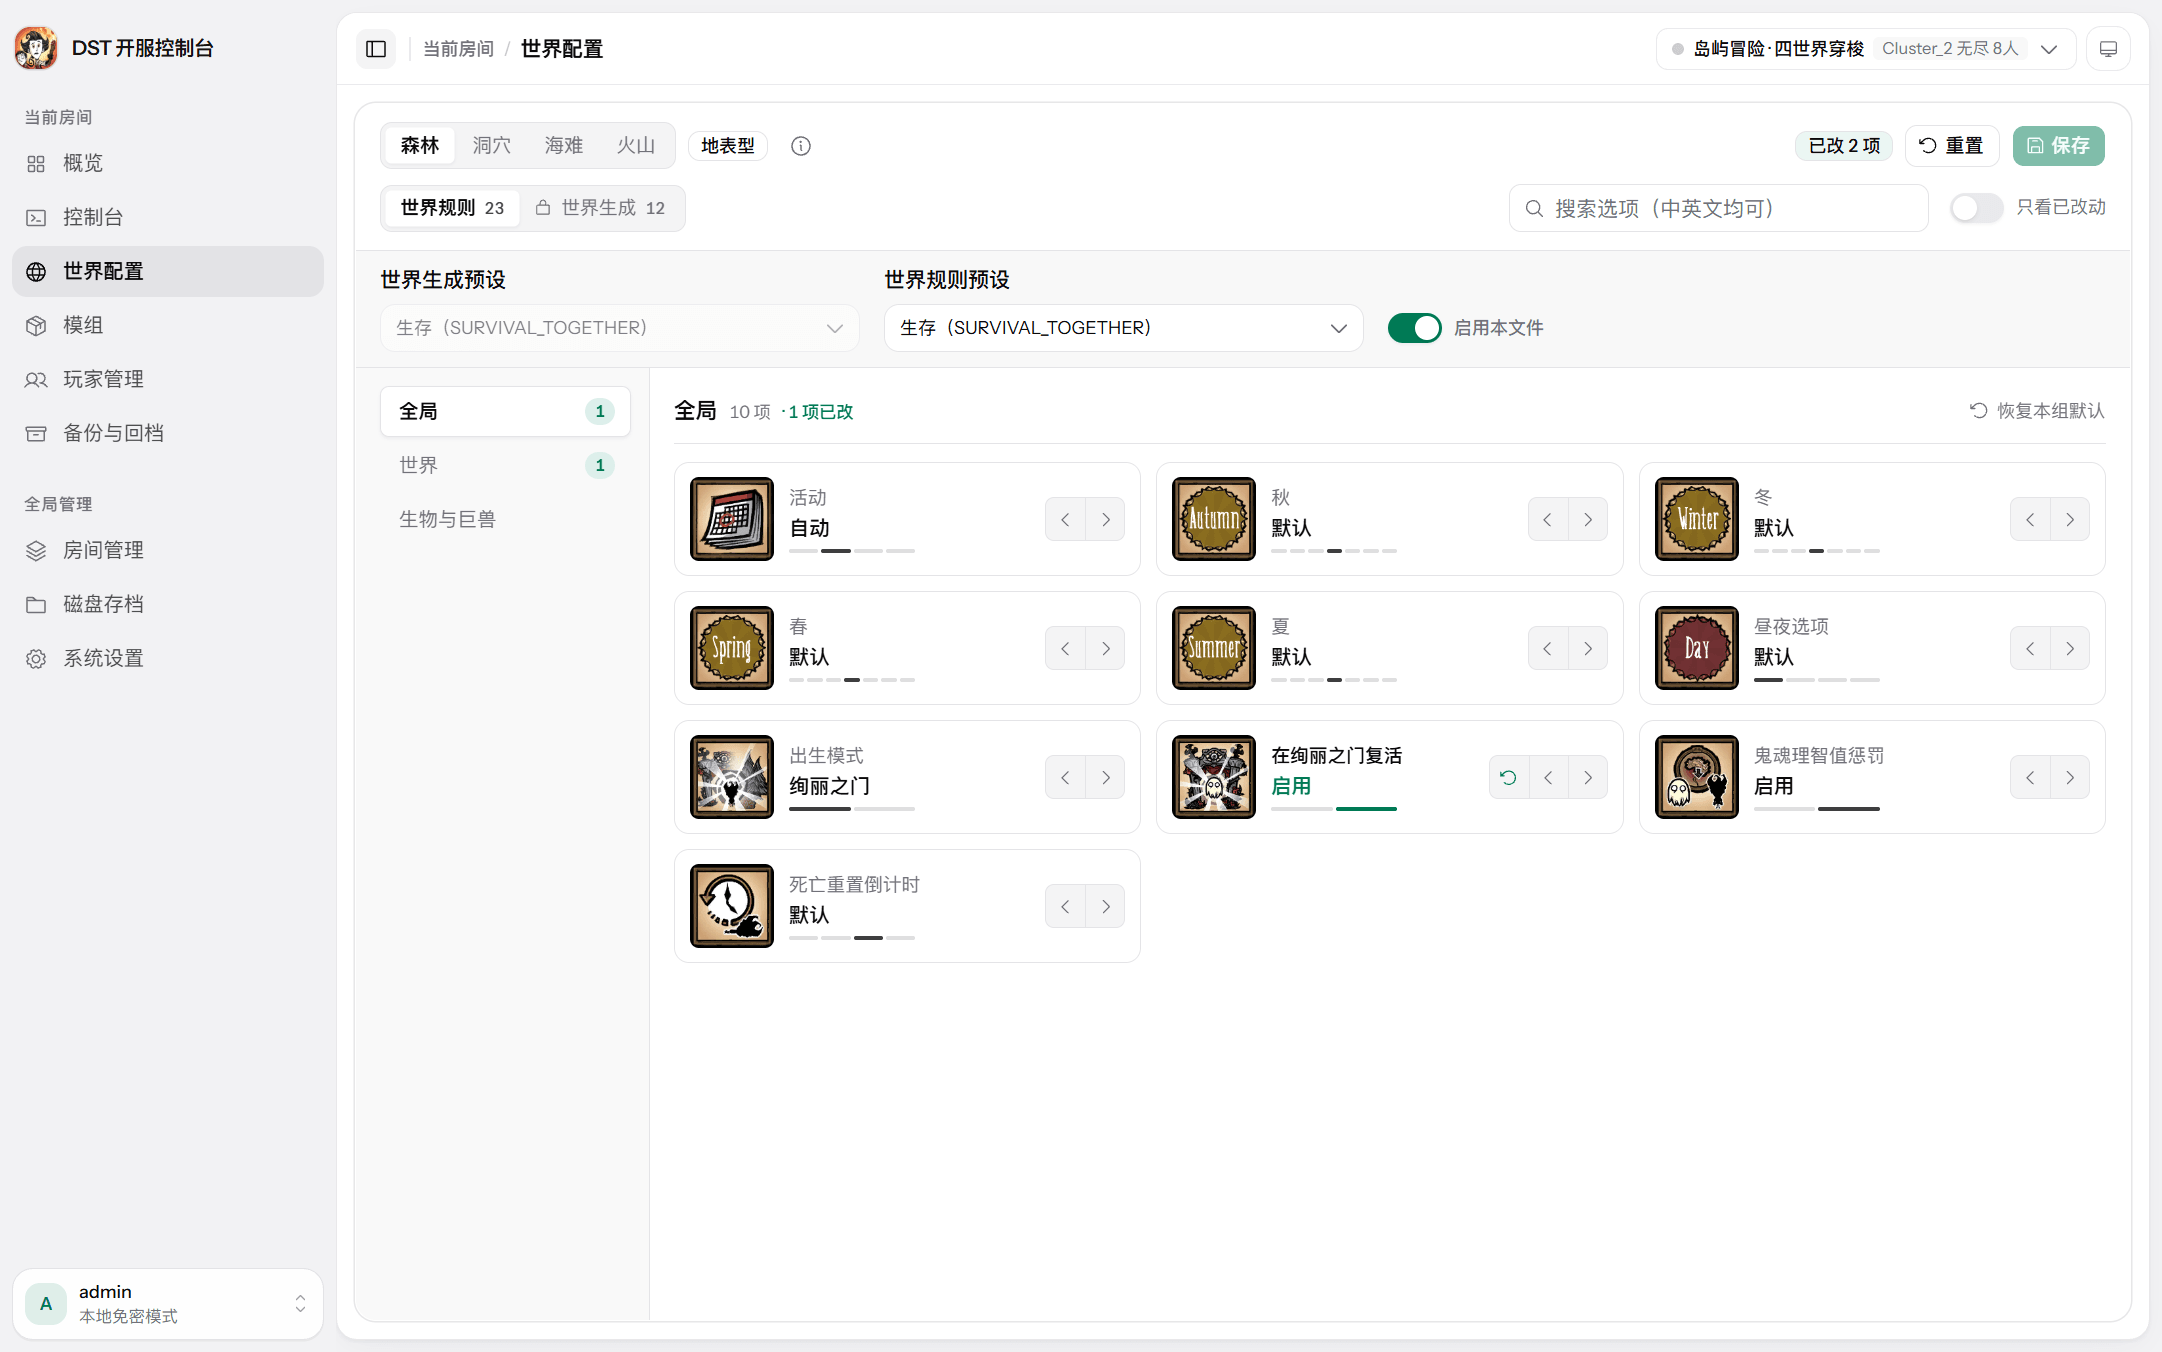 DST 开服控制台
当前房间
概览
控制台
世界配置
模组
玩家管理
备份与回档
全局管理
房间管理
磁盘存档
系统设置
A
admin
本地免密模式
当前房间 / 世界配置
岛屿冒险·四世界穿梭 Cluster_2 无尽 8人
森林 洞穴 海难 火山 地表型
已改 2 项 重置 保存
世界规则 23 世界生成 12
搜索选项（中英文均可） 只看已改动
世界生成预设 世界规则预设
生存（SURVIVAL_TOGETHER） 生存（SURVIVAL_TOGETHER） 启用本文件
全局 1
世界 1
生物与巨兽
全局 10 项 ·1 项已改 恢复本组默认
活动
自动
Autumn
秋
默认
Winter
冬
默认
Spring
春
默认
Summer
夏
默认
Day
昼夜选项
默认
出生模式
绚丽之门
在绚丽之门复活
启用
鬼魂理智值惩罚
启用
死亡重置倒计时
默认